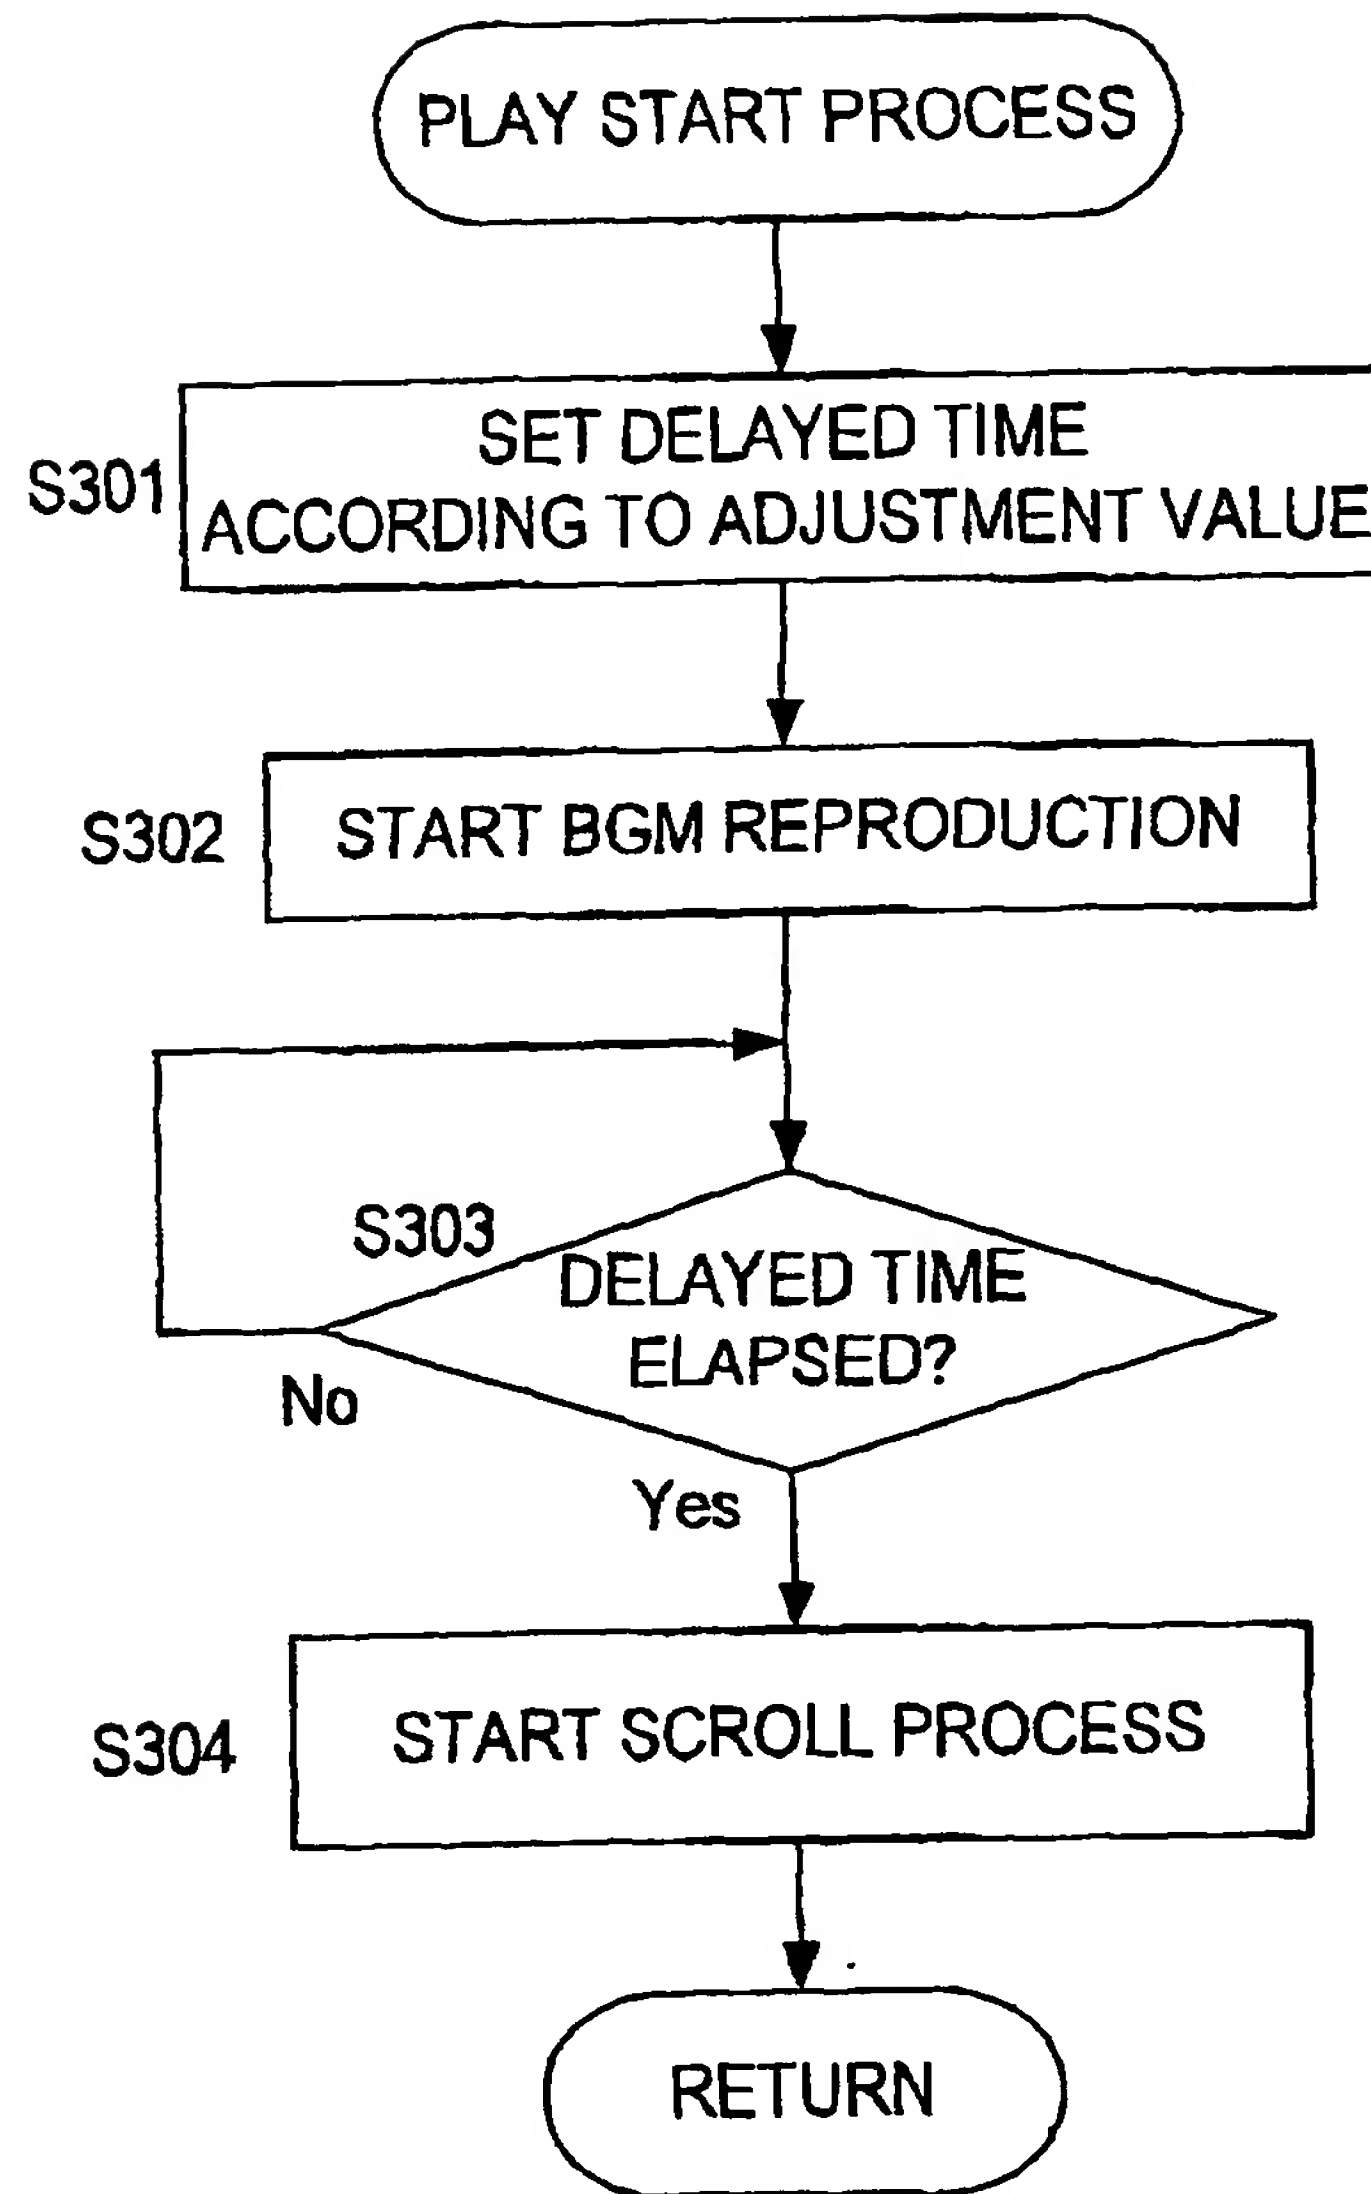 PLAY START PROCESS
S301
SET DELAYED TIME
ACCORDING TO ADJUSTMENT VALUE
S302
START BGM REPRODUCTION
S303
DELAYED TIME
ELAPSED?
No
Yes
S304
START SCROLL PROCESS
RETURN